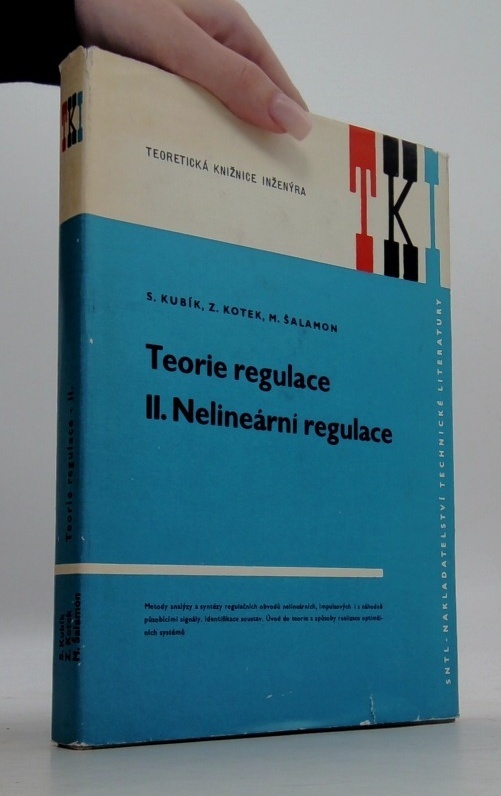 TKI
TEORETICKÁ KNIŽNICE INŽENÝRA
TKI
S. KUBÍK, Z. KOTEK, M. ŠALAMON
Teorie regulace
II. Nelineární regulace
Metody analýzy a syntézy regulačních obvodů nelineárních, impulsových i s náhodně
působícími signály. Identifikace soustav. Úvod do teorie a způsoby realizace optimál-
ních systémů
SNTL - NAKLADATELSTVÍ TECHNICKÉ LITERATURY
Teorie regulace - II.
S. Kubík
Z. Kotek
M. Šalamon